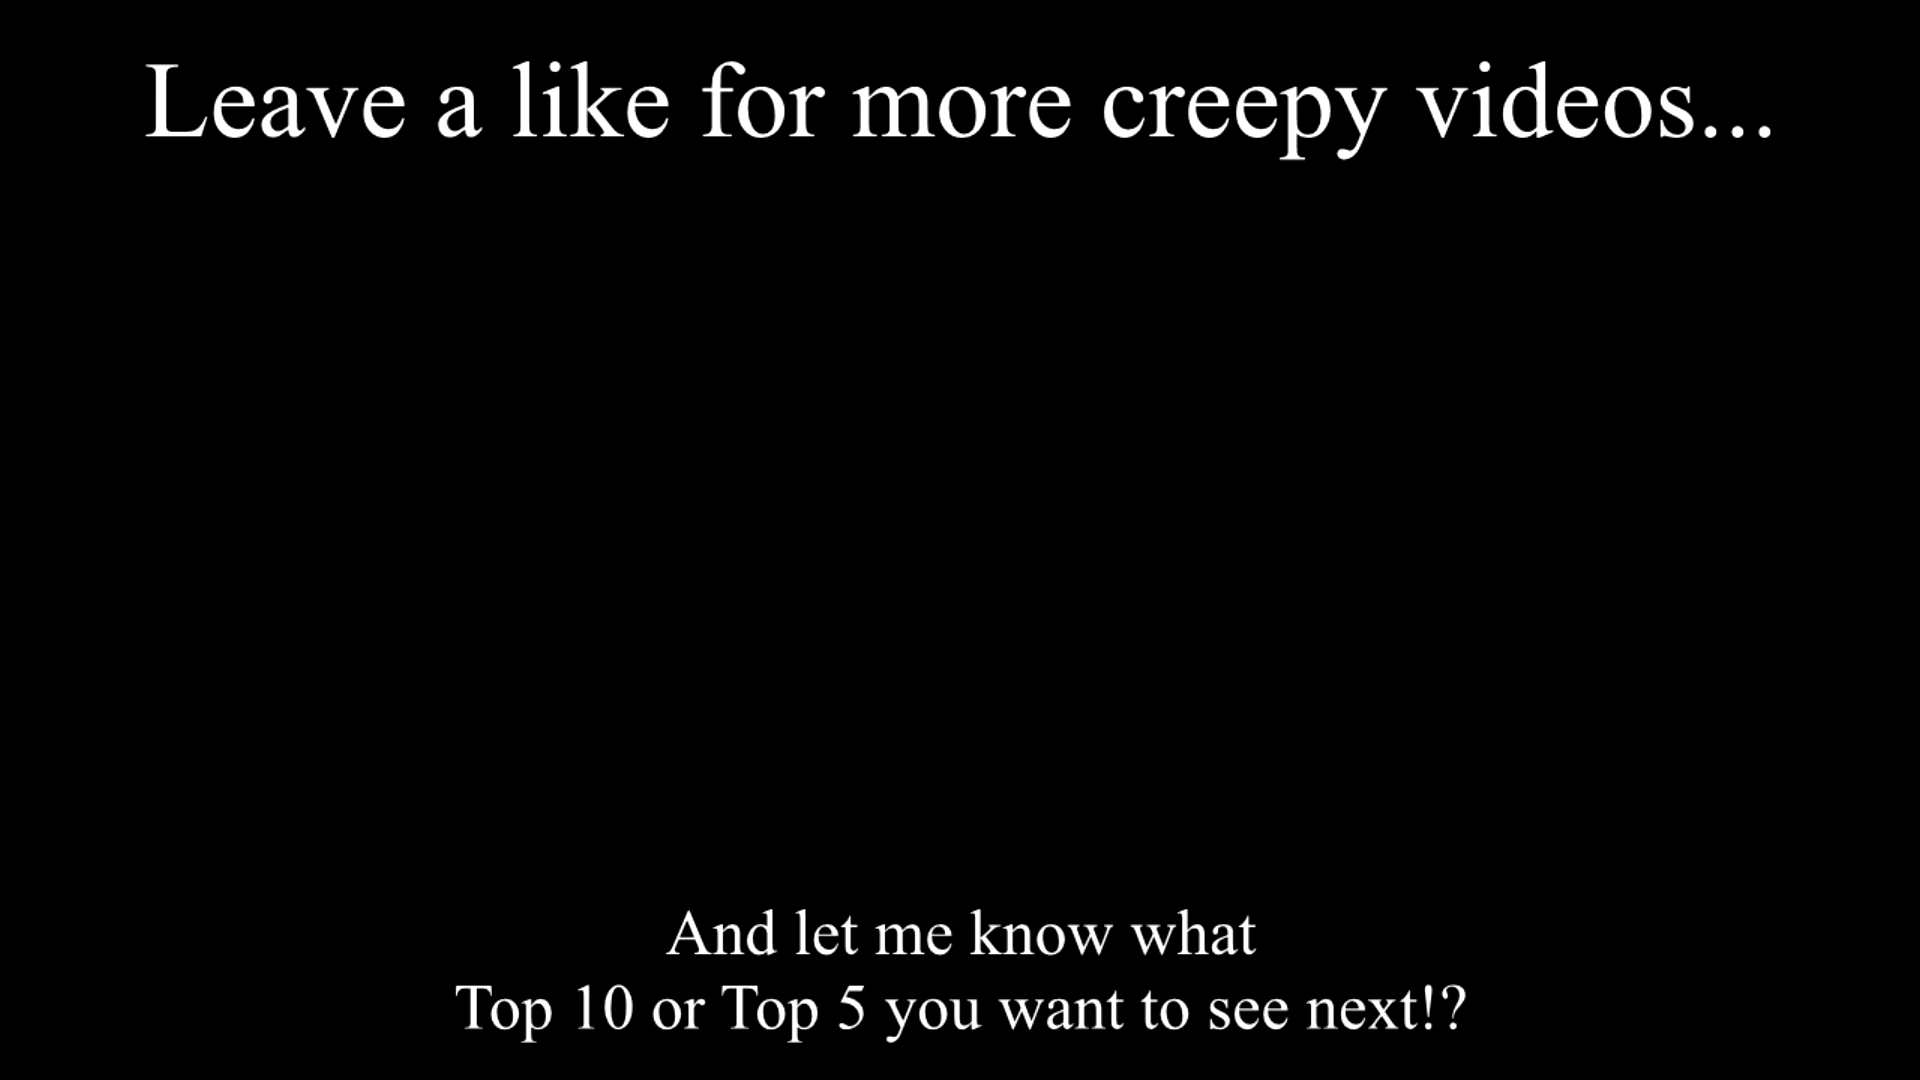 Leave a like for more creepy videos...
And let me know what
Top 10 or Top 5 you want to see next!?